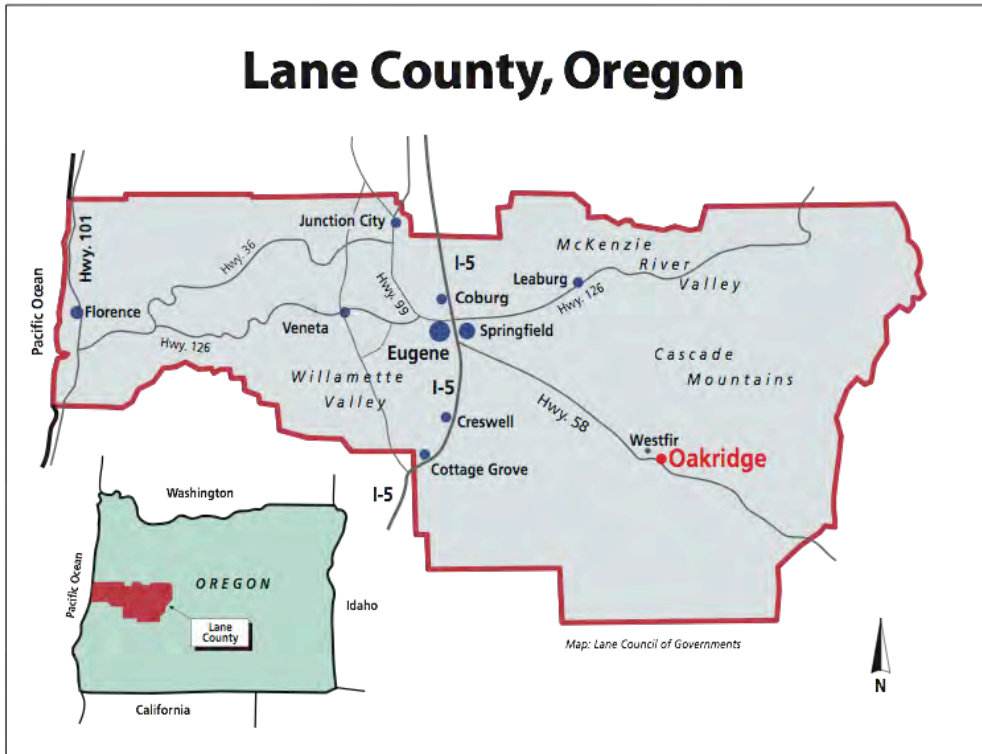 Lane County, Oregon
Pacific Ocean
Hwy. 101
Florence
Hwy. 36
Hwy. 126
Junction City
Veneta
Hwy. 99
I-5
Coburg
Eugene
Springfield
Willamette
Valley
I-5
Creswell
Cottage Grove
I-5
McKenzie
River
Valley
Leaburg
Hwy. 126
Cascade
Mountains
Hwy. 58
Westfir
Oakridge
Washington
Pacific Ocean
OREGON
Idaho
Lane
County
California
Map: Lane Council of Governments
N